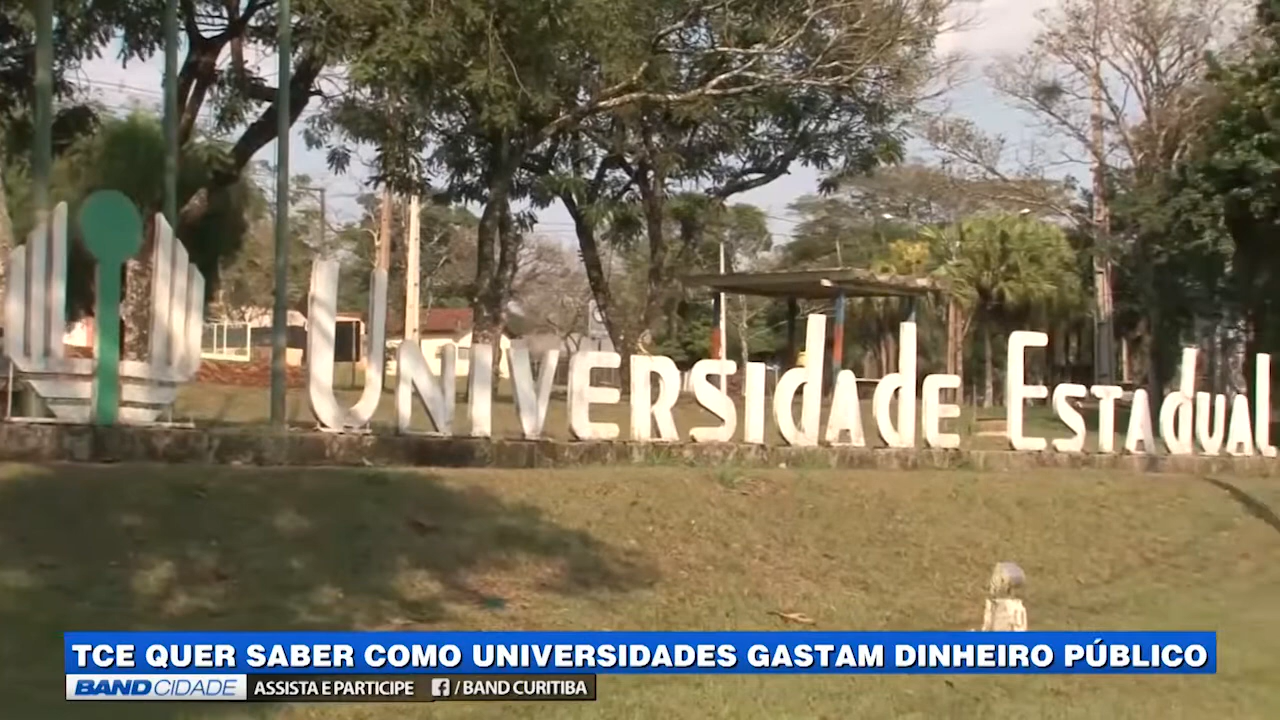 Universidade Estadual
TCE QUER SABER COMO UNIVERSIDADES GASTAM DINHEIRO PÚBLICO
BAND CIDADE ASSISTA E PARTICIPE f / BAND CURITIBA